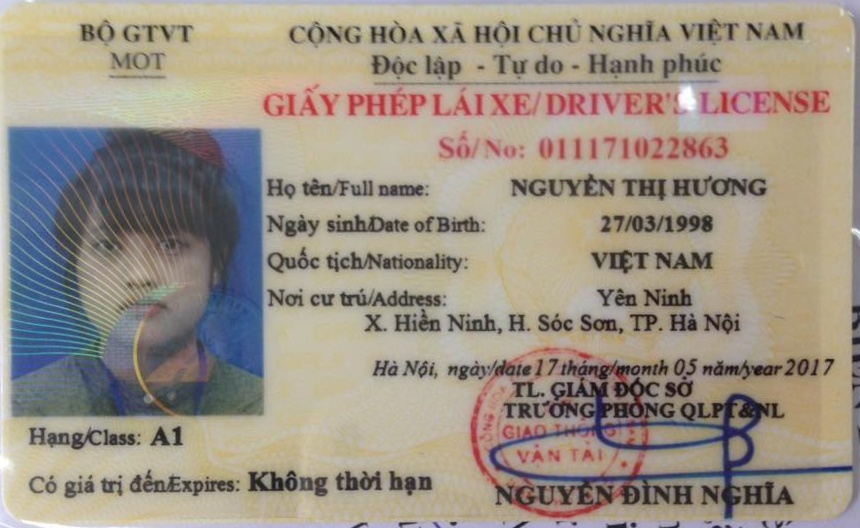 BỘ GTVT
MOT
CỘNG HÒA XÃ HỘI CHỦ NGHĨA VIỆT NAM
Độc lập - Tự do - Hạnh phúc
GIẤY PHÉP LÁI XE/ DRIVER'S LICENSE
Số/No: 011171022863
Họ tên/Full name: NGUYỄN THỊ HƯƠNG
Ngày sinh/Date of Birth: 27/03/1998
Quốc tịch/Nationality: VIỆT NAM
Nơi cư trú/Address: Yên Ninh
X. Hiền Ninh, H. Sóc Sơn, TP. Hà Nội
Hà Nội, ngày/date 17 tháng/month 05 năm/year 2017
TL. GIÁM ĐỐC SỞ
TRƯỞNG PHÒNG QLPT&NL
GIAO THÔNG
VẬN TẢI
Hạng/Class: A1
Có giá trị đến/Expires: Không thời hạn
NGUYỄN ĐÌNH NGHĨA